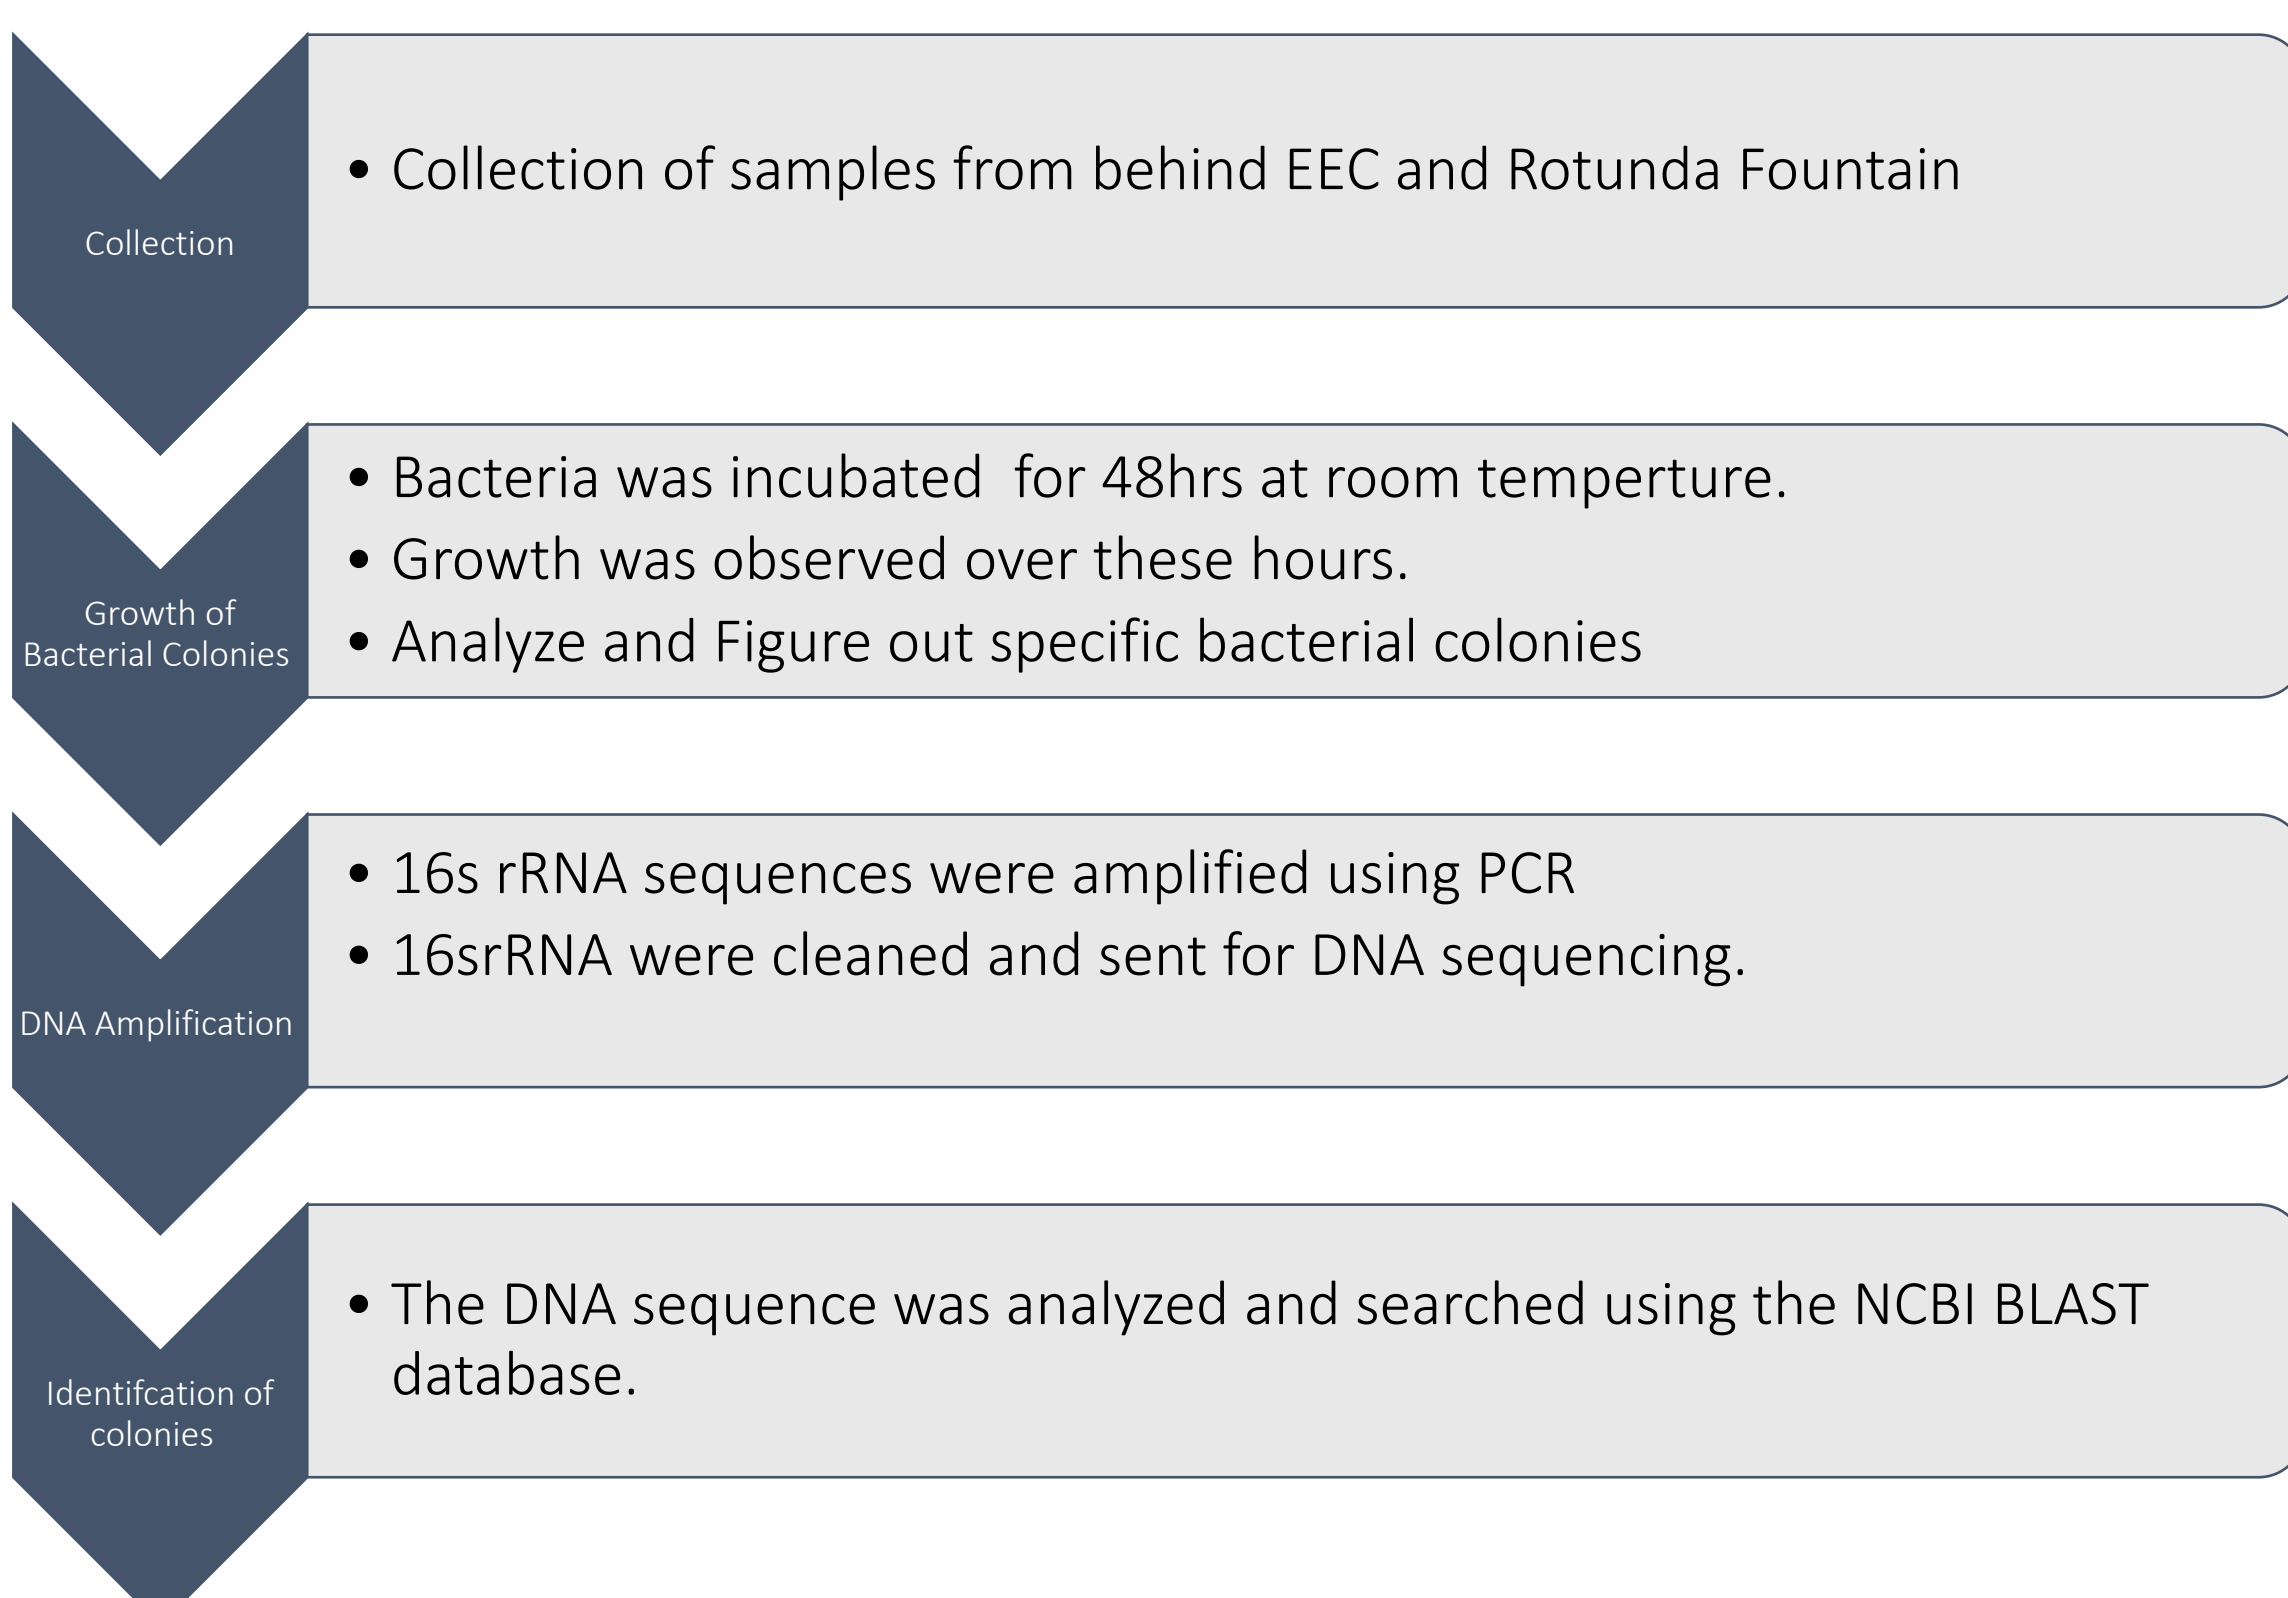 Collection
• Collection of samples from behind EEC and Rotunda Fountain
Growth of
Bacterial Colonies
• Bacteria was incubated  for 48hrs at room temperture.
• Growth was observed over these hours.
• Analyze and Figure out specific bacterial colonies
DNA Amplification
• 16s rRNA sequences were amplified using PCR
• 16srRNA were cleaned and sent for DNA sequencing.
Identifcation of
colonies
• The DNA sequence was analyzed and searched using the NCBI BLAST
database.